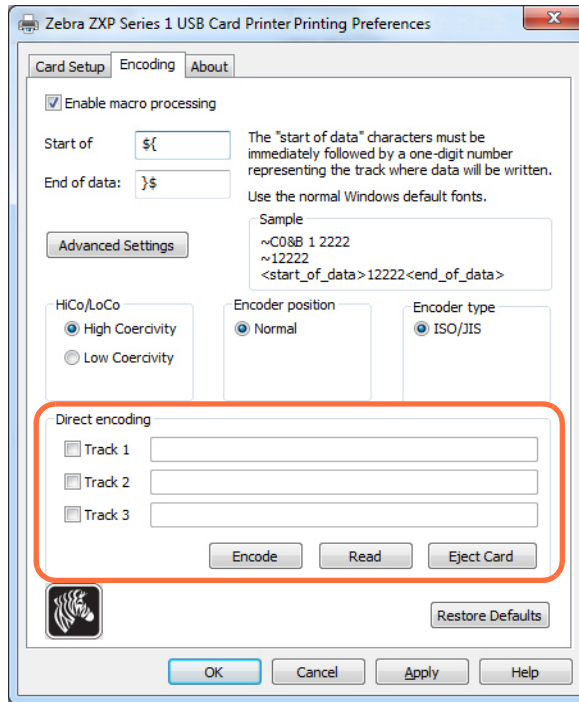 Zebra ZXP Series 1 USB Card Printer Printing Preferences
X
Card Setup Encoding About
Enable macro processing
Start of ${
End of data: }$
The "start of data" characters must be
immediately followed by a one-digit number
representing the track where data will be written.
Use the normal Windows default fonts.
Advanced Settings
Sample
~C0&B 1 2222
~12222
<start_of_data>12222<end_of_data>
HiCo/LoCo
High Coercivity
Low Coercivity
Encoder position
Normal
Encoder type
ISO/JIS
Direct encoding
Track 1
Track 2
Track 3
Encode Read Eject Card
Restore Defaults
OK Cancel Apply Help